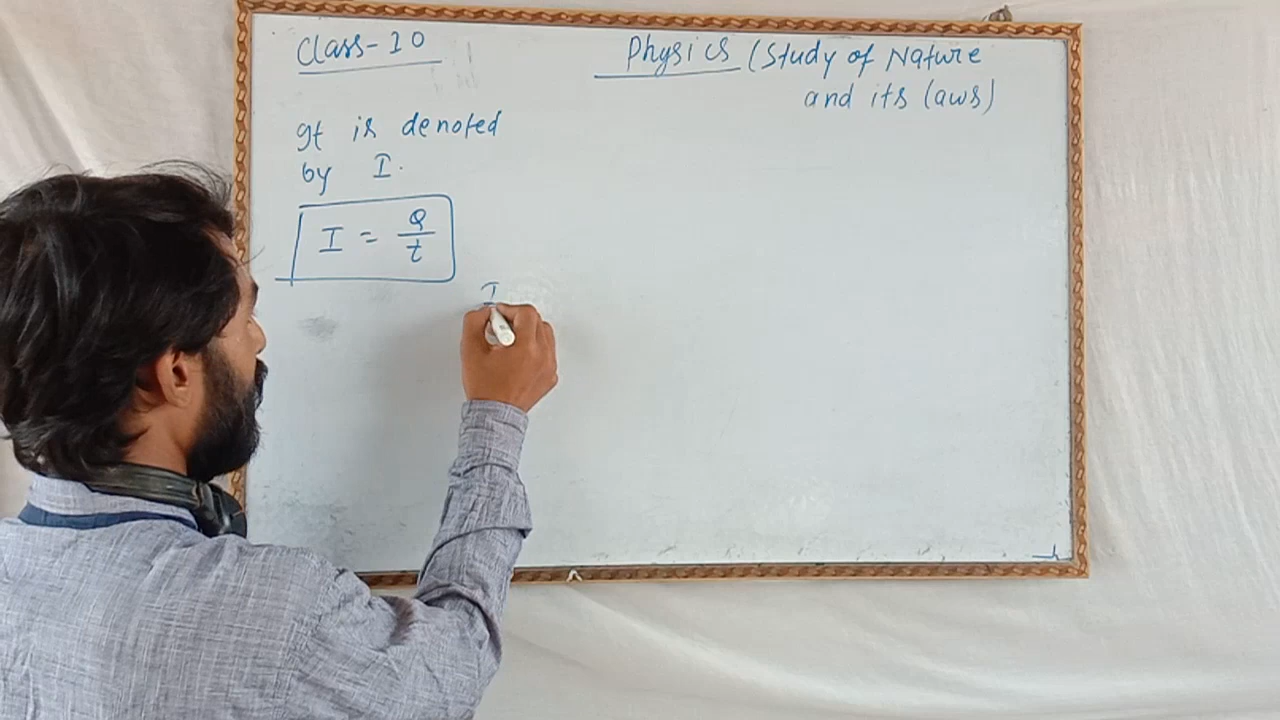 Class-10
Physics (Study of Nature
and its laws)
It is denoted
by I.
I = Q/t
I